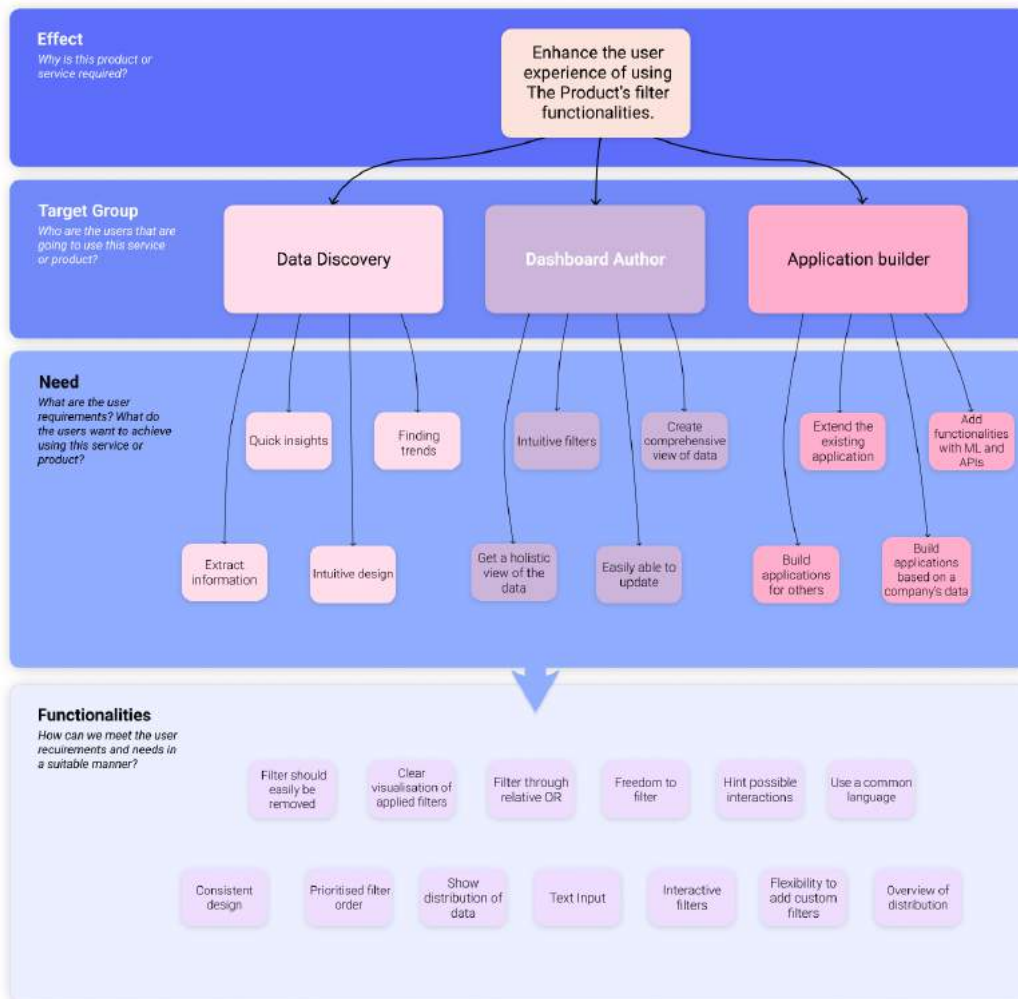 Effect
Why is this product or
service required?
Enhance the user
experience of using
The Product's filter
functionalities.
Target Group
Who are the users that are
going to use this service
or product?
Data Discovery
Dashboard Author
Application builder
Need
What are the user
requirements? What do
the users want to achieve
using this service or
product?
Quick insights
Finding
trends
Intuitive filters
Create
comprehensive
view of data
Extend the
existing
application
Add
functionalities
with ML and
APIs
Extract
information
Intuitive design
Get a holistic
view of the
data
Easily able to
update
Build
applications
for others
Build
applications
based on a
company's data
Functionalities
How can we meet the user
recuirements and needs in
a suitable manner?
Filter should
easily be
removed
Clear
visualisation of
applied filters
Filter through
relative OR
Freedom to
filter
Hint possible
interactions
Use a common
language
Consistent
design
Prioritised filter
order
Show
distribution of
data
Text Input
Interactive
filters
Flexibility to
add custom
filters
Overview of
distribution